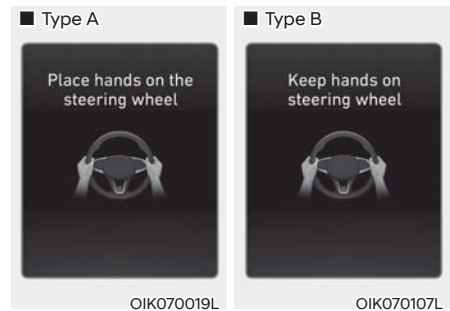 ■ Type A
Place hands on the
steering wheel
OIK070019L
■ Type B
Keep hands on
steering wheel
OIK070107L